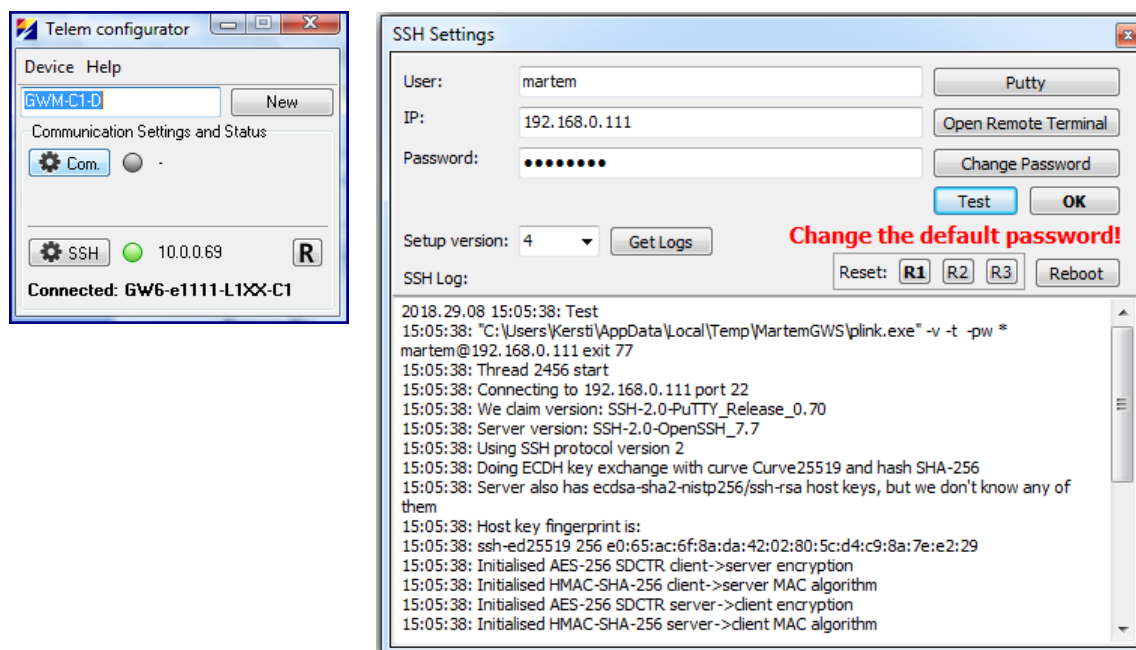 Telem configurator
Device Help
GWM-C1-D
New
Communication Settings and Status
Com. -
SSH 10.0.0.69 R
Connected: GW6-e1111-L1XX-C1
SSH Settings
User: martem Putty
IP: 192.168.0.111 Open Remote Terminal
Password: •••••••• Change Password
Test OK
Setup version: 4 Get Logs Change the default password!
SSH Log: Reset: R1 R2 R3 Reboot
2018.29.08 15:05:38: Test
15:05:38: "C:\Users\Kersti\AppData\Local\Temp\MartemGWS\plink.exe" -v -t -pw *
martem@192.168.0.111 exit 77
15:05:38: Thread 2456 start
15:05:38: Connecting to 192.168.0.111 port 22
15:05:38: We claim version: SSH-2.0-PuTTY_Release_0.70
15:05:38: Server version: SSH-2.0-OpenSSH_7.7
15:05:38: Using SSH protocol version 2
15:05:38: Doing ECDH key exchange with curve Curve25519 and hash SHA-256
15:05:38: Server also has ecdsa-sha2-nistp256/ssh-rsa host keys, but we don't know any of
them
15:05:38: Host key fingerprint is:
15:05:38: ssh-ed25519 256 e0:65:ac:6f:8a:da:42:02:80:5c:d4:c9:8a:7e:e2:29
15:05:38: Initialised AES-256 SDCTR client->server encryption
15:05:38: Initialised HMAC-SHA-256 client->server MAC algorithm
15:05:38: Initialised AES-256 SDCTR server->client encryption
15:05:38: Initialised HMAC-SHA-256 server->client MAC algorithm